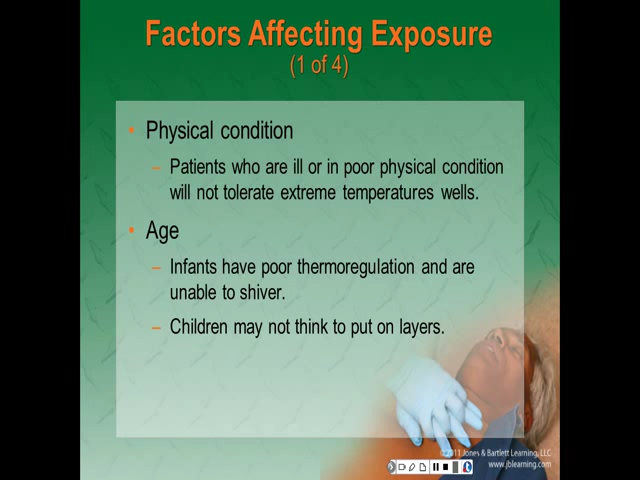 Factors Affecting Exposure
(1 of 4)
• Physical condition
– Patients who are ill or in poor physical condition
will not tolerate extreme temperatures wells.
• Age
– Infants have poor thermoregulation and are
unable to shiver.
– Children may not think to put on layers.
© 2011 Jones & Bartlett Learning, LLC
www.jblearning.com